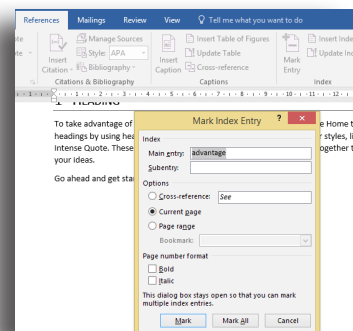 References Mailings Review View Tell me what you want to do
Manage Sources
Style: APA
Bibliography
Insert Citation
Citations & Bibliography
Insert Caption
Insert Table of Figures
Update Table
Cross-reference
Captions
Mark Entry
Insert Inde
Update Ind
Index
1 HEADING
To take advantage of
headings by using hea
Intense Quote. These
your ideas.
Go ahead and get sta
e Home t
r styles, li
ogether t
Mark Index Entry ? ×
Index
Main entry: advantage
Subentry:
Options
Cross-reference: See
Current page
Page range
Bookmark:
Page number format
Bold
Italic
This dialog box stays open so that you can mark
multiple index entries.
Mark Mark All Cancel